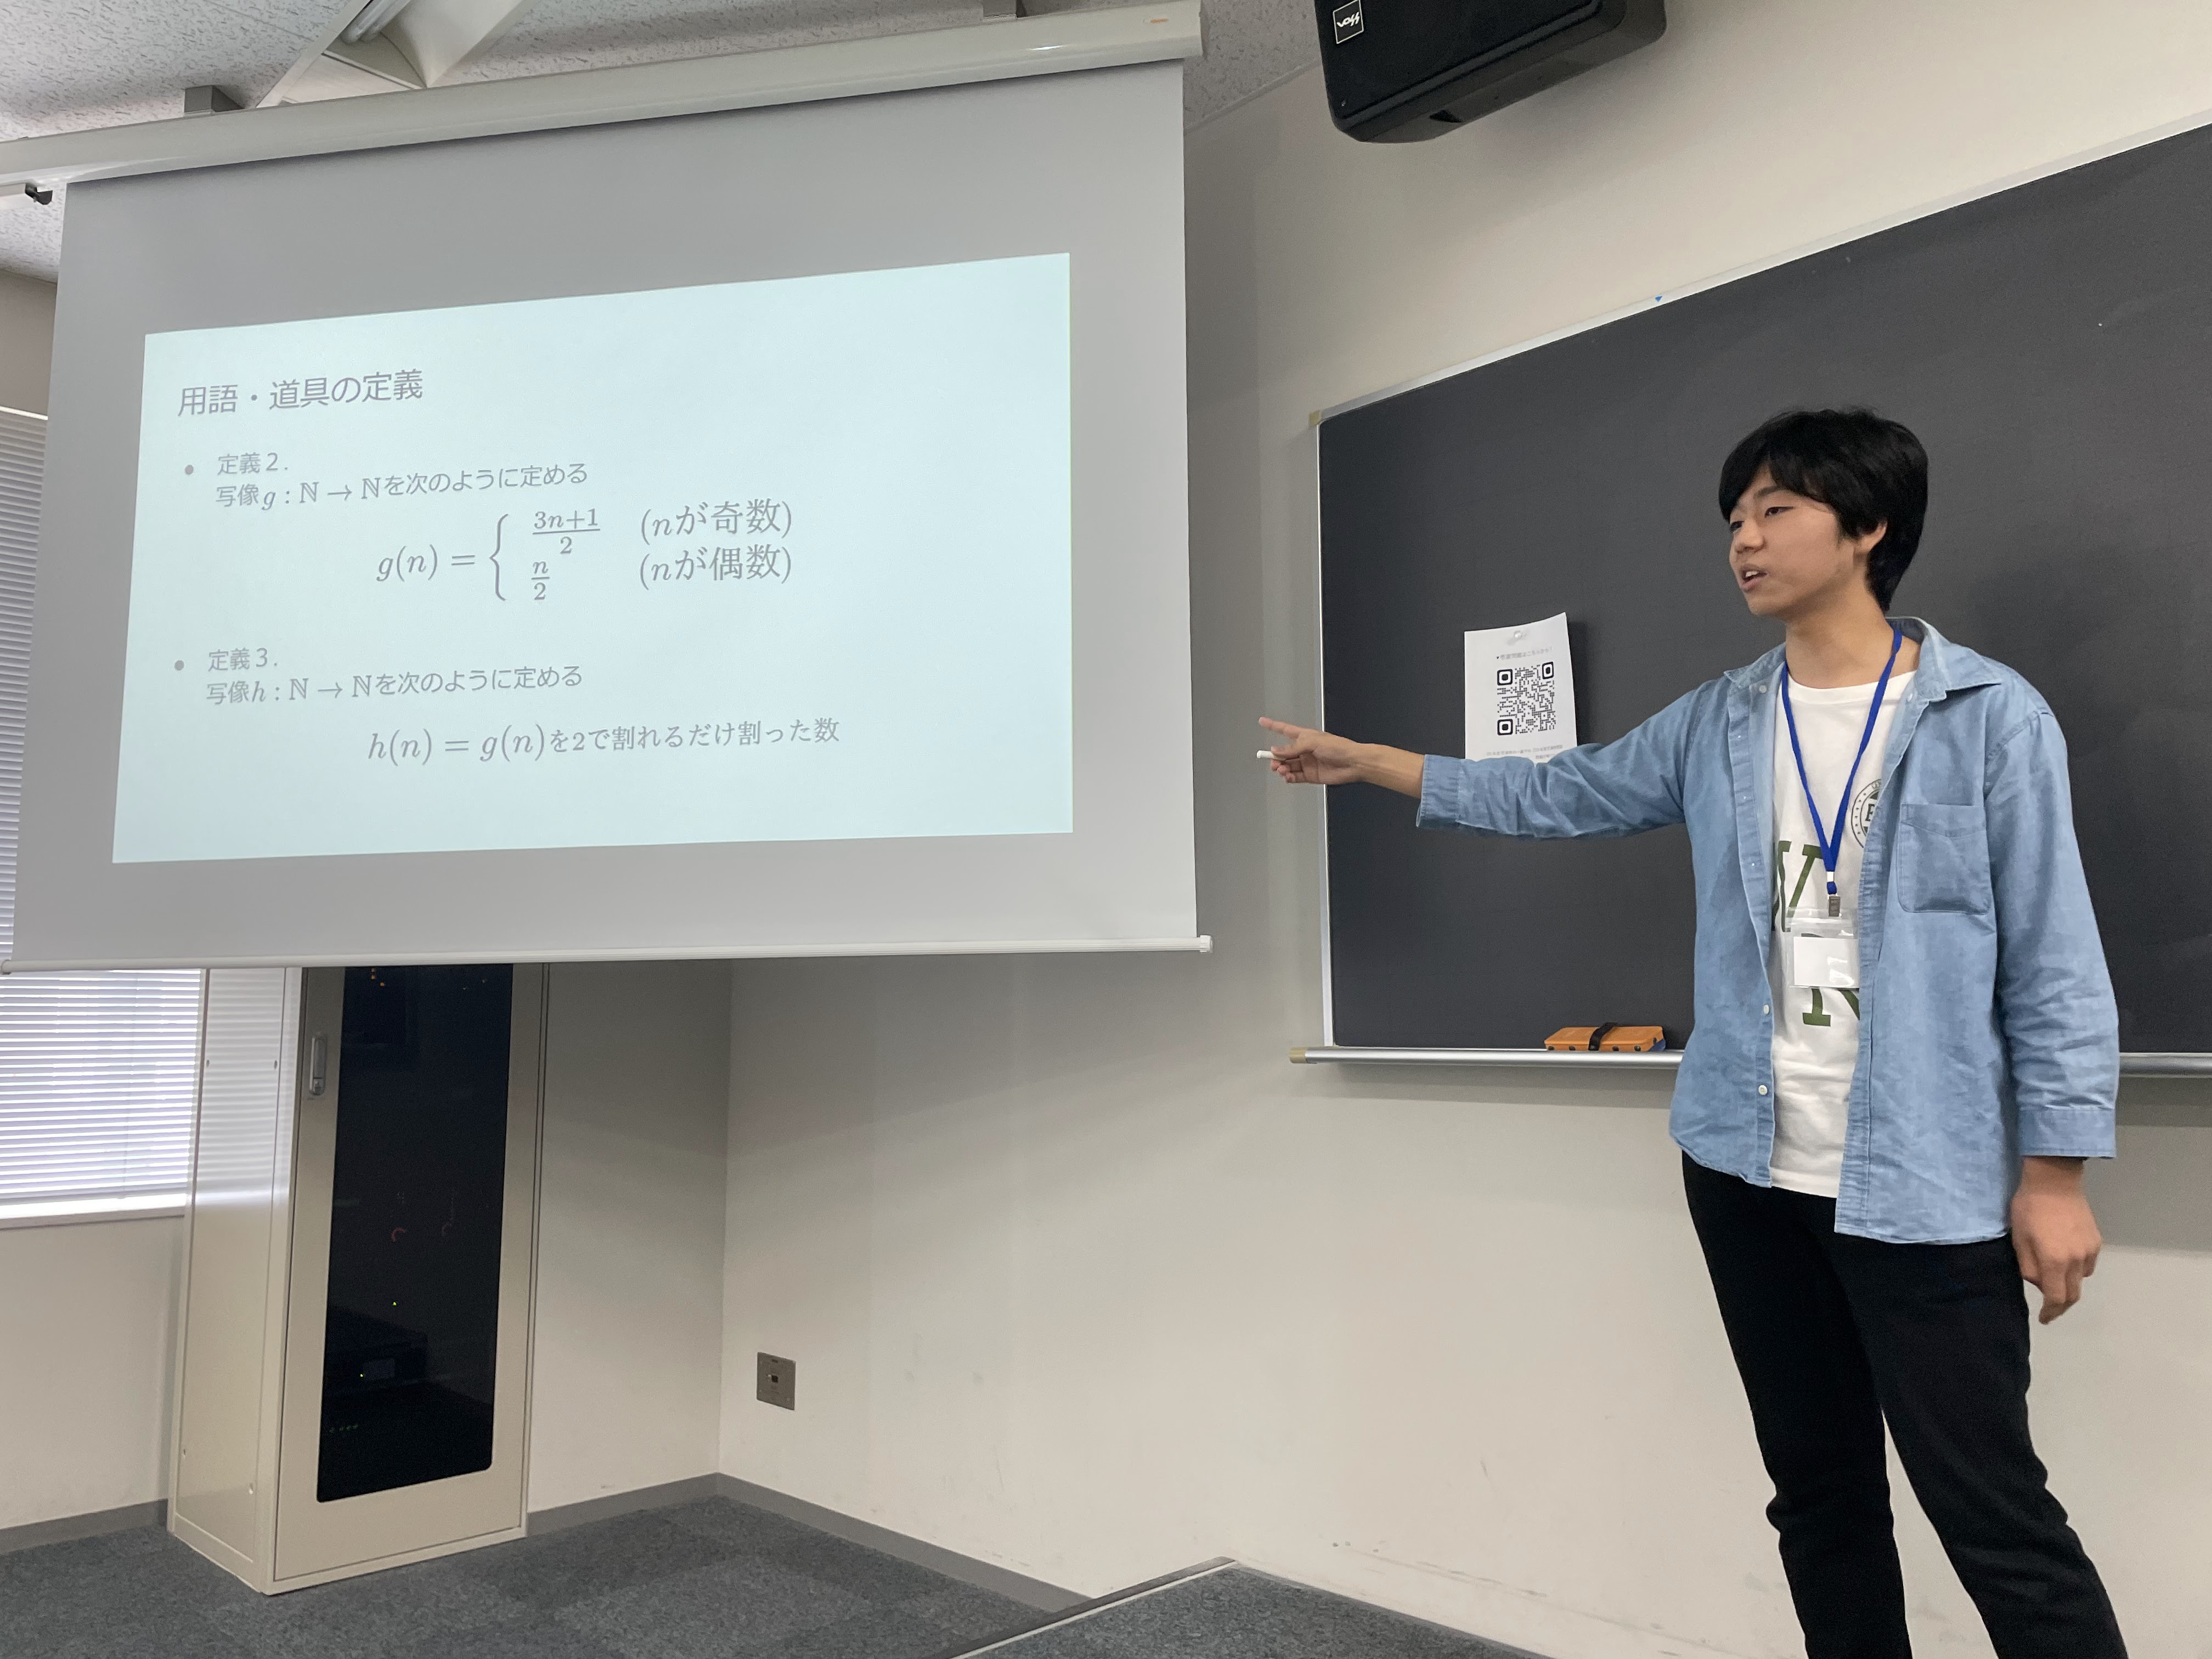 用語・道具の定義
• 定義２.
写像g : ℕ → ℕを次のように定める
g(n) = { \frac{3n+1}{2} (nが奇数)
\frac{n}{2} (nが偶数)
• 定義３.
写像h : ℕ → ℕを次のように定める
h(n) = g(n)を2で割れるだけ割った数